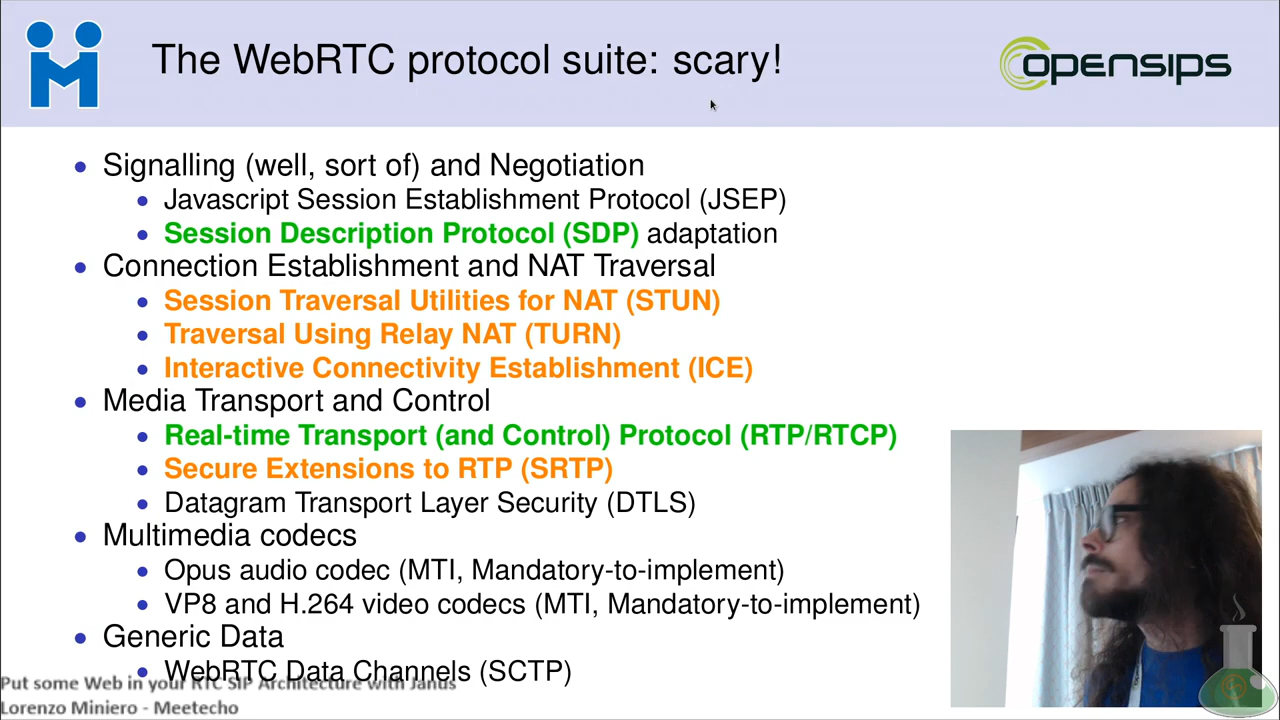 The WebRTC protocol suite: scary!
opensips
Signalling (well, sort of) and Negotiation
Javascript Session Establishment Protocol (JSEP)
Session Description Protocol (SDP) adaptation
Connection Establishment and NAT Traversal
Session Traversal Utilities for NAT (STUN)
Traversal Using Relay NAT (TURN)
Interactive Connectivity Establishment (ICE)
Media Transport and Control
Real-time Transport (and Control) Protocol (RTP/RTCP)
Secure Extensions to RTP (SRTP)
Datagram Transport Layer Security (DTLS)
Multimedia codecs
Opus audio codec (MTI, Mandatory-to-implement)
VP8 and H.264 video codecs (MTI, Mandatory-to-implement)
Generic Data
WebRTC Data Channels (SCTP)
Put some Web in your RTC SIP Architecture with Janus
Lorenzo Miniero - Meetecho